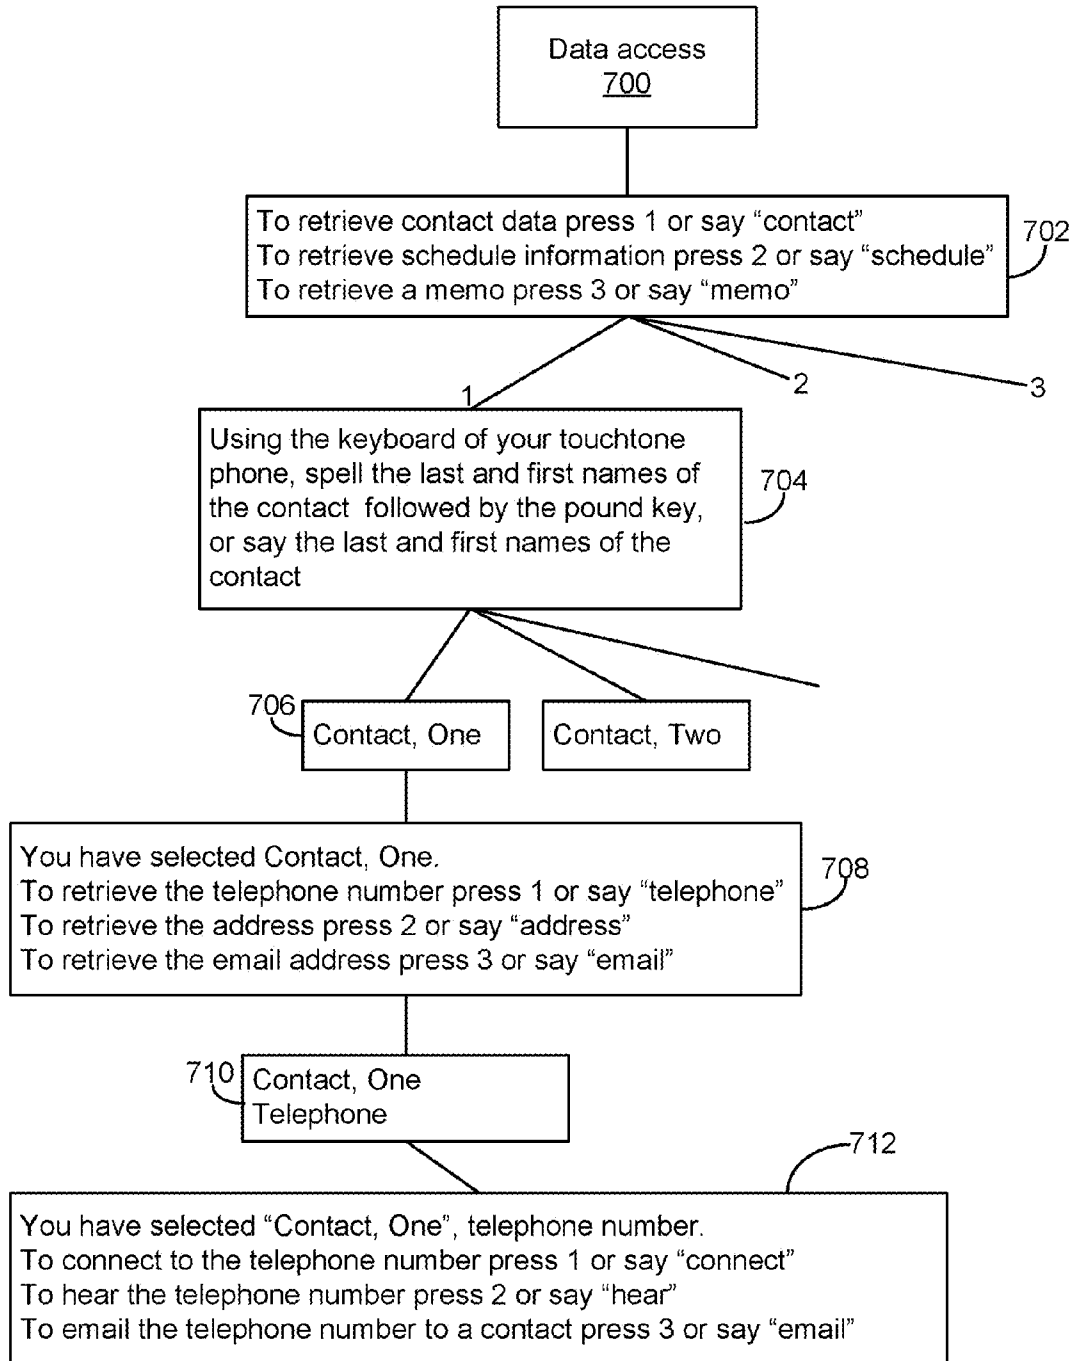 Data access
700
To retrieve contact data press 1 or say “contact”
To retrieve schedule information press 2 or say “schedule”
To retrieve a memo press 3 or say “memo”
702
1
2
3
Using the keyboard of your touchtone
phone, spell the last and first names of
the contact followed by the pound key,
or say the last and first names of the
contact
704
706
Contact, One
Contact, Two
You have selected Contact, One.
To retrieve the telephone number press 1 or say “telephone”
To retrieve the address press 2 or say “address”
To retrieve the email address press 3 or say “email”
708
710
Contact, One
Telephone
712
You have selected “Contact, One”, telephone number.
To connect to the telephone number press 1 or say “connect”
To hear the telephone number press 2 or say “hear”
To email the telephone number to a contact press 3 or say “email”